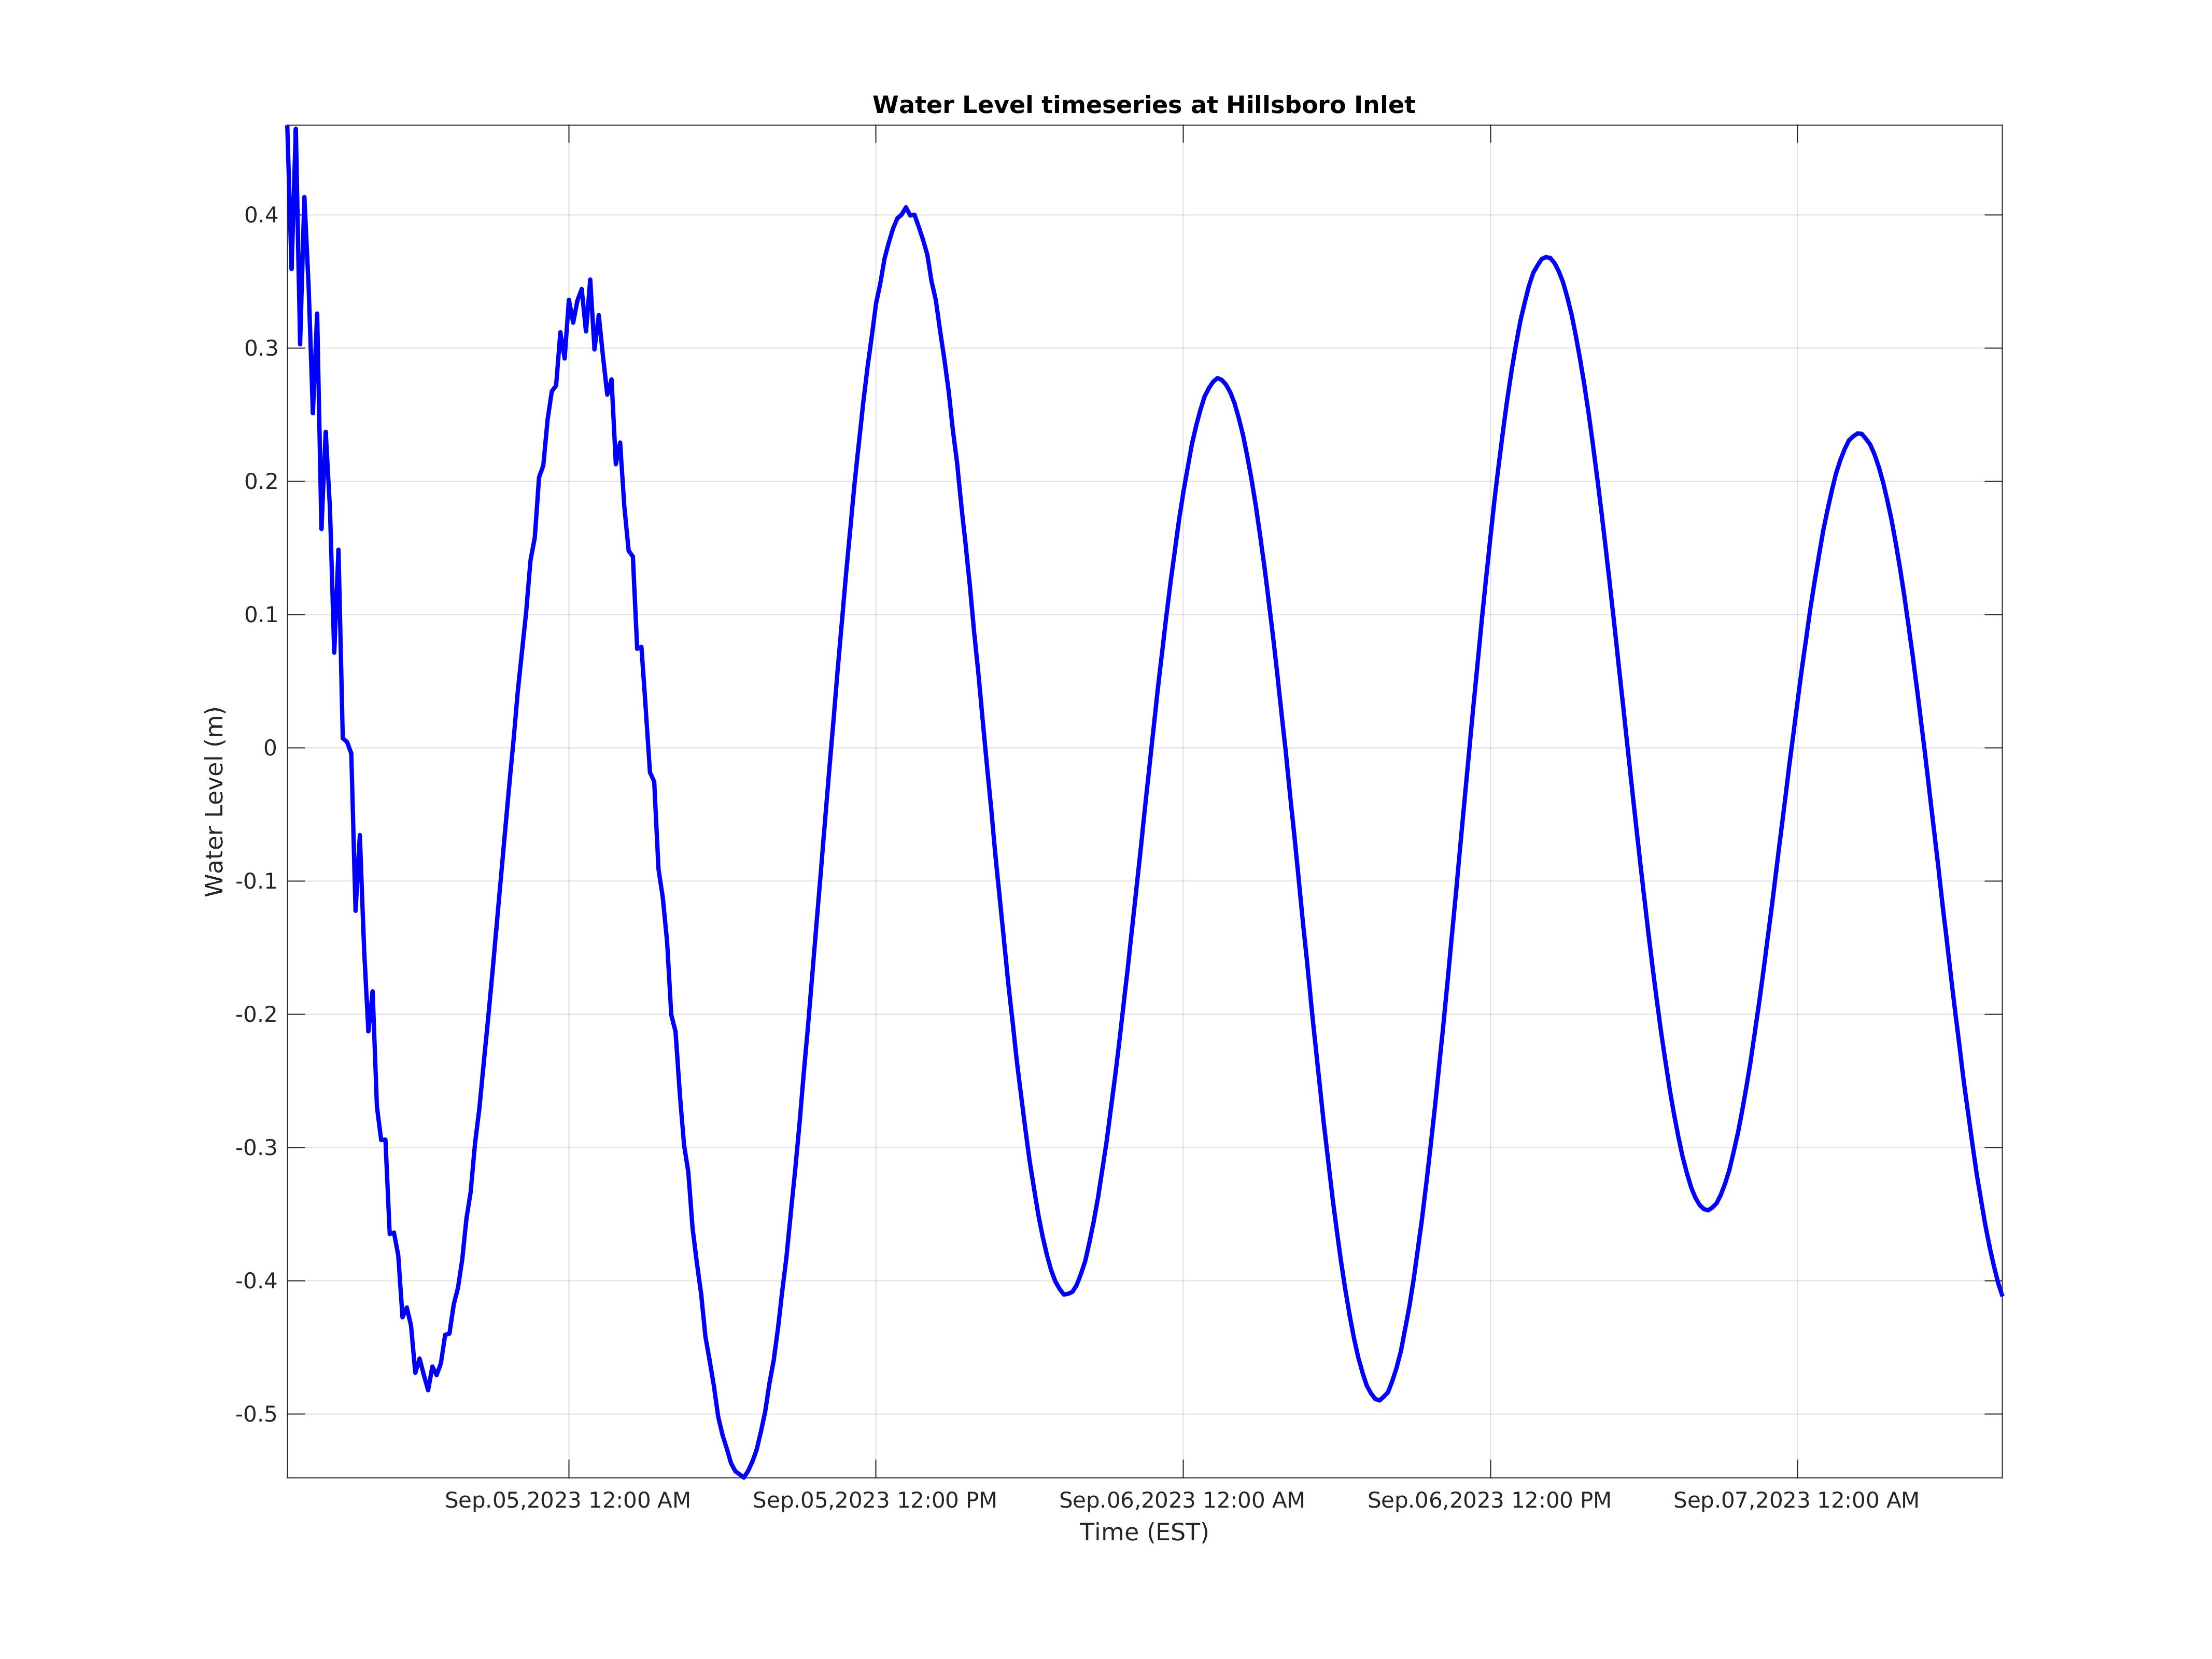 Water Level timeseries at Hillsboro Inlet
0.4
0.3
0.2
0.1
0
-0.1
-0.2
-0.3
-0.4
-0.5
Water Level (m)
Sep.05,2023 12:00 AM
Sep.05,2023 12:00 PM
Sep.06,2023 12:00 AM
Sep.06,2023 12:00 PM
Sep.07,2023 12:00 AM
Time (EST)